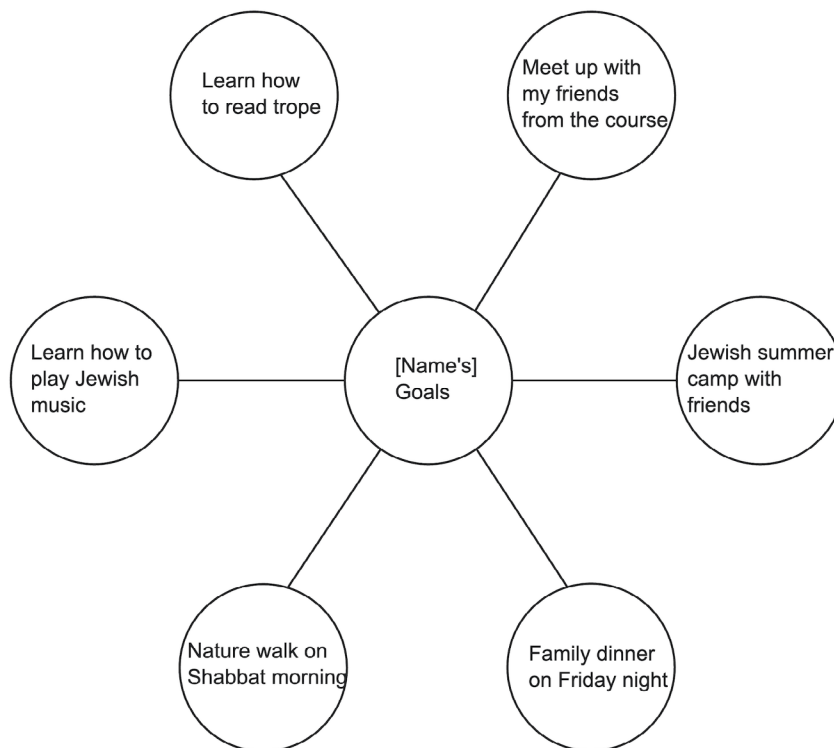 Learn how
to read trope
Meet up with
my friends
from the course
Learn how to
play Jewish
music
[Name's]
Goals
Jewish summer
camp with
friends
Nature walk on
Shabbat morning
Family dinner
on Friday night